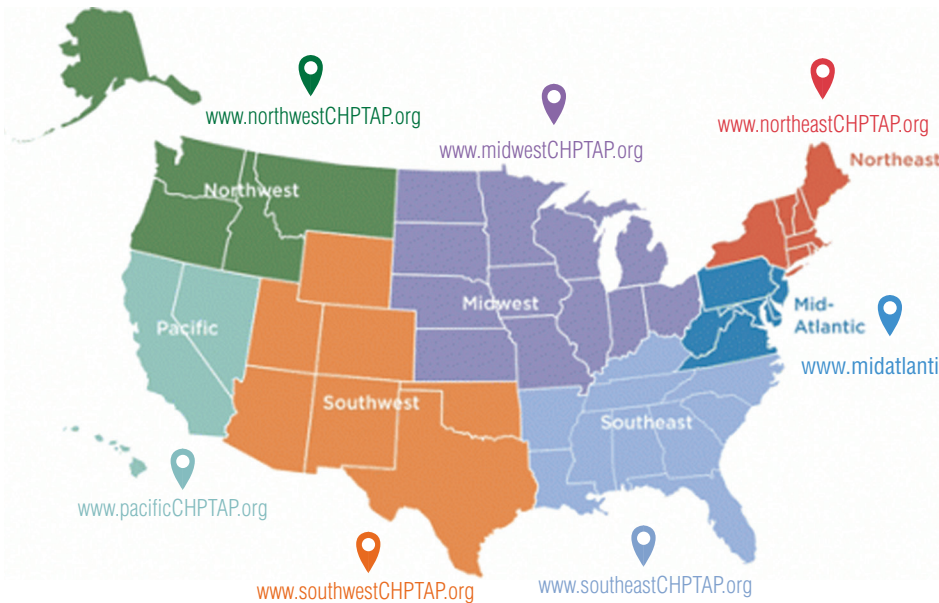 www.northwestCHPTAP.org
www.midwestCHPTAP.org
www.northeastCHPTAP.org
Northeast
Northwest
Midwest
Mid-
Atlantic
Pacific
www.midatlanti
Southwest
Southeast
www.pacificCHPTAP.org
www.southwestCHPTAP.org
www.southeastCHPTAP.org